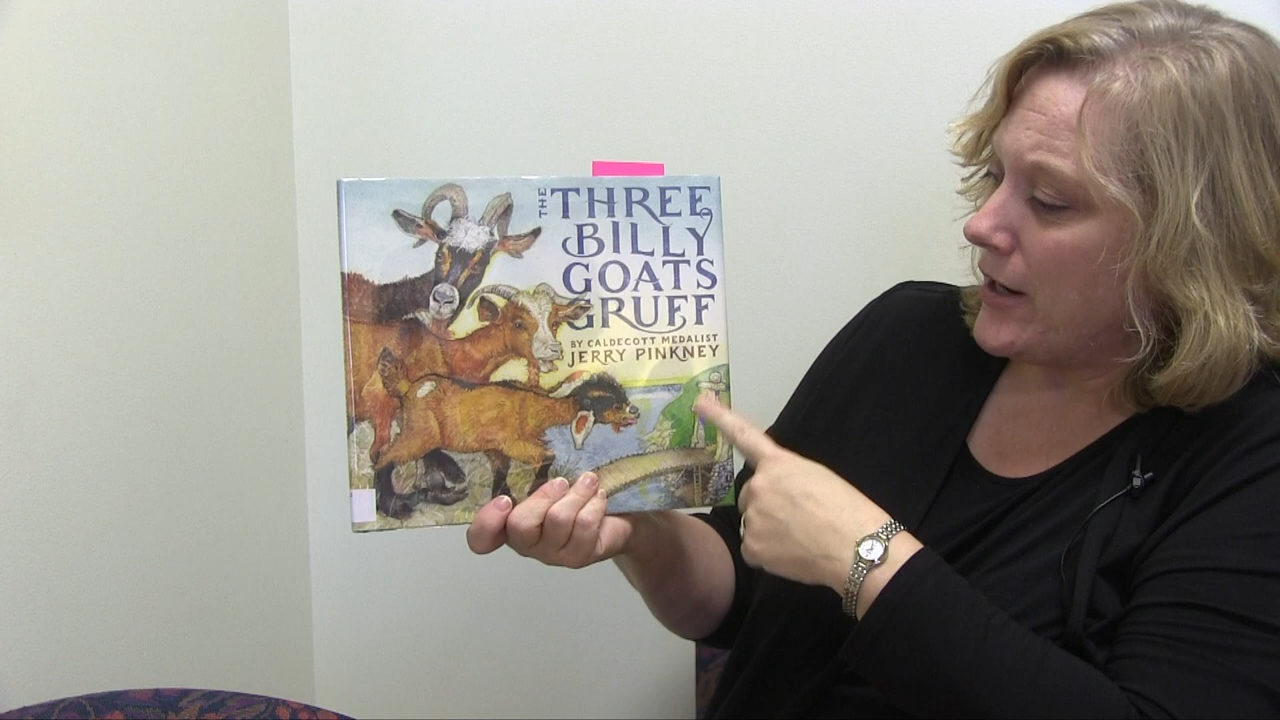 THE
THREE
BILLY
GOATS
GRUFF
BY CALDECOTT MEDALIST
JERRY PINKNEY